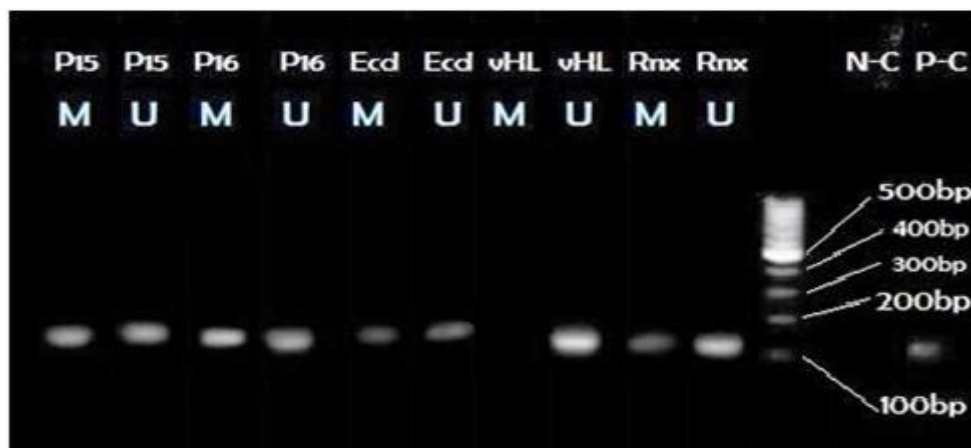 P15 P15 P16 P16 Ecd Ecd vHL vHL Rnx Rnx N-C P-C
M U M U M U M U M U
500bp
400bp
300bp
200bp
100bp